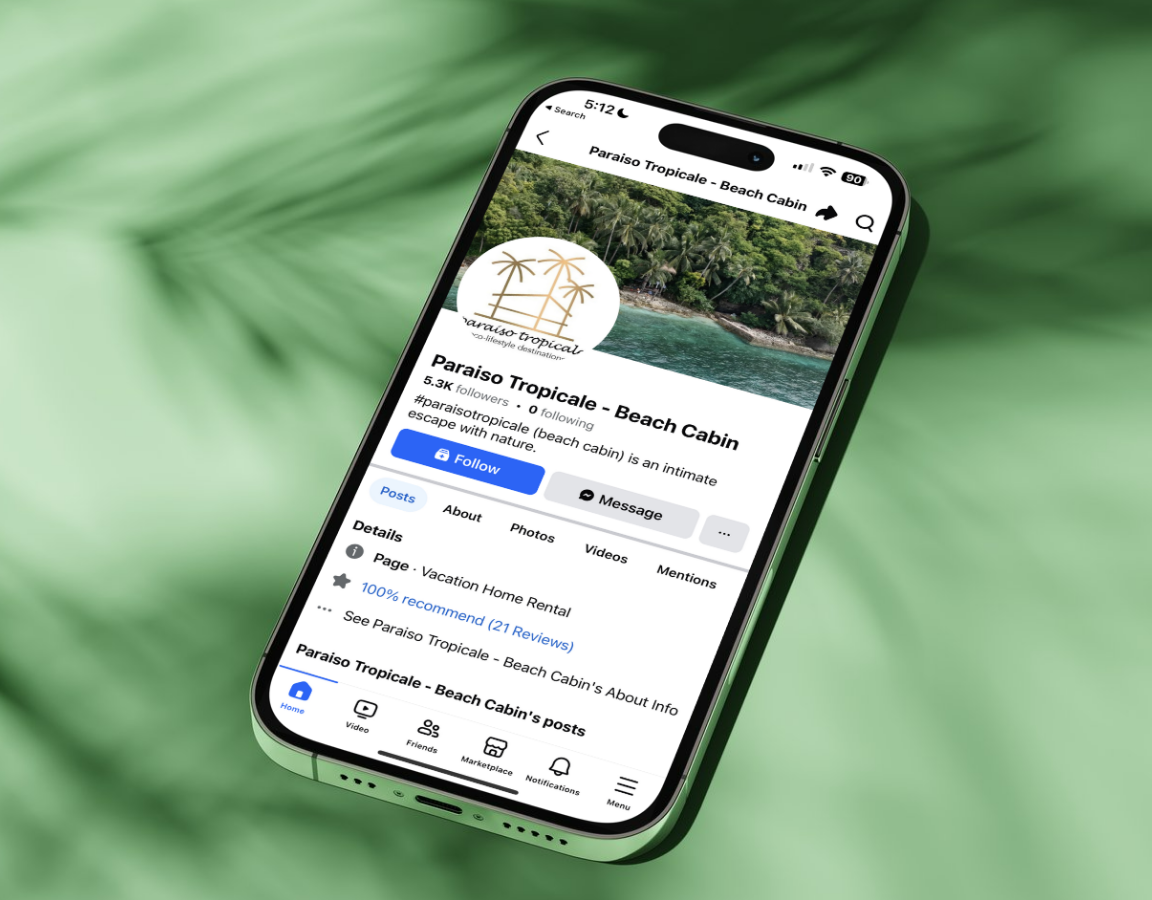 5:12
Search
90
Paraiso Tropicale - Beach Cabin
paraiso tropicale
co-lifestyle destination
Paraiso Tropicale - Beach Cabin
5.3K followers · 0 following
#paraisotropicale (beach cabin) is an intimate
escape with nature.
Follow
Message
...
Posts
About
Photos
Videos
Mentions
Details
Page · Vacation Home Rental
100% recommend (21 Reviews)
... See Paraiso Tropicale - Beach Cabin's About Info
Paraiso Tropicale - Beach Cabin's posts
Home
Video
Friends
Marketplace
Notifications
Menu